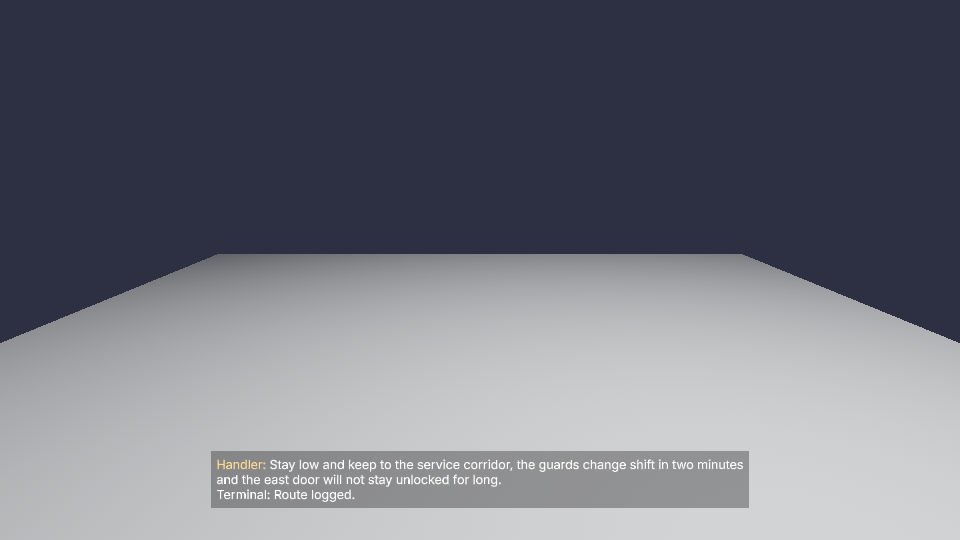 Handler: Stay low and keep to the service corridor, the guards change shift in two minutes
and the east door will not stay unlocked for long.
Terminal: Route logged.